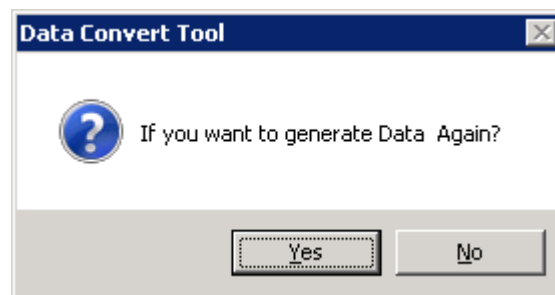 Data Convert Tool
If you want to generate Data  Again?
Yes
No